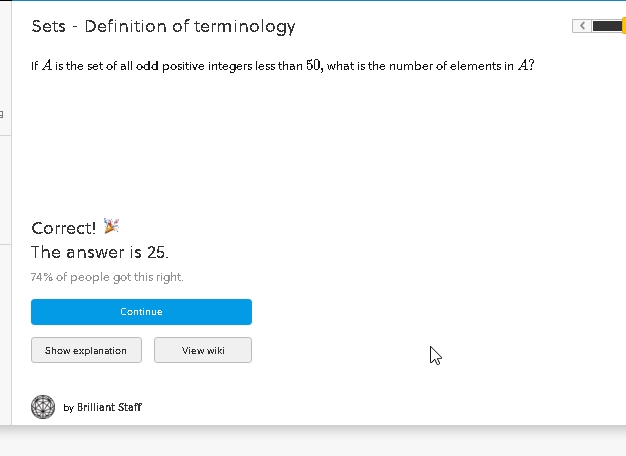 Sets - Definition of terminology
If A is the set of all odd positive integers less than 50, what is the number of elements in A?
Correct! 🎉
The answer is 25.
74% of people got this right.
Continue
Show explanation View wiki
by Brilliant Staff